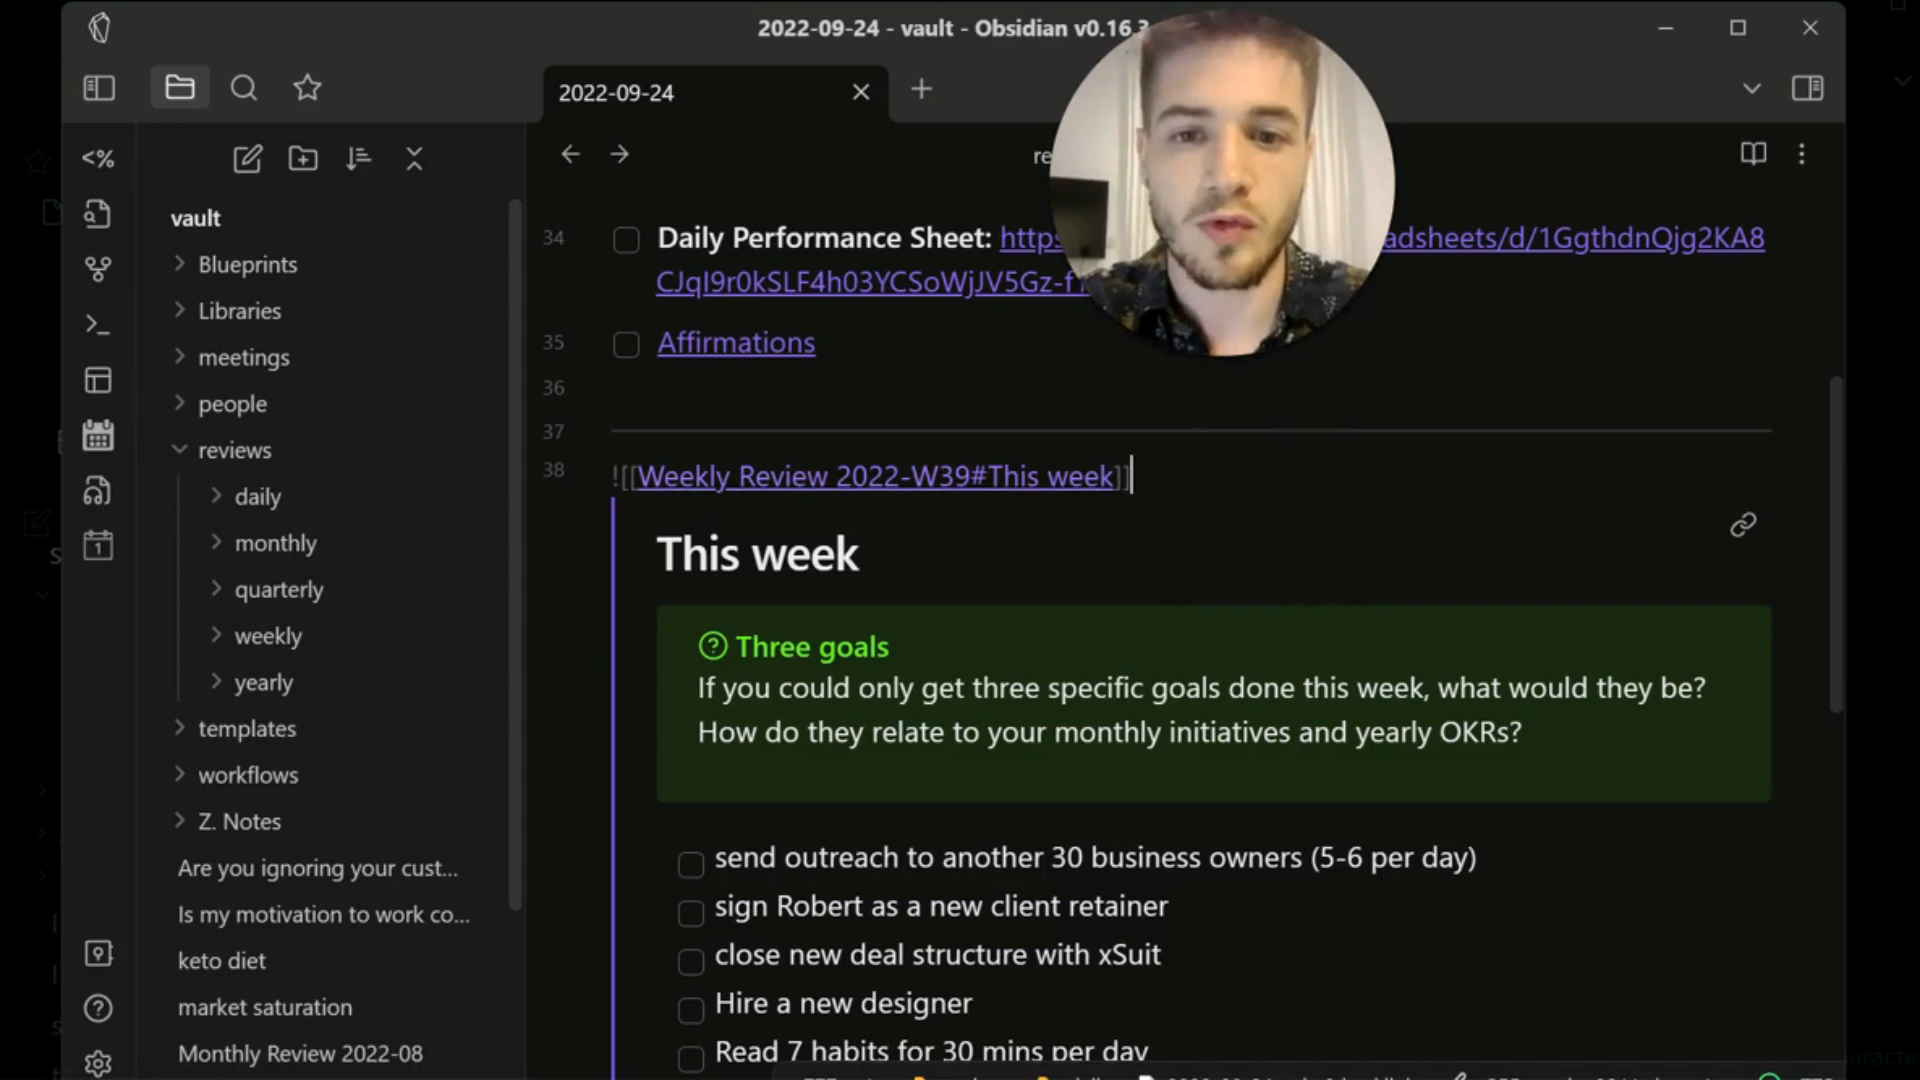 2022-09-24 - vault - Obsidian v0.16.3
2022-09-24
<%
vault
Blueprints
Libraries
meetings
people
reviews
daily
monthly
quarterly
weekly
yearly
templates
workflows
Z. Notes
Are you ignoring your cust...
Is my motivation to work co...
keto diet
market saturation
Monthly Review 2022-08
re
34
Daily Performance Sheet: https adsheets/d/1GgthdnQjg2KA8
CJqI9r0kSLF4h03YCSoWjJV5Gz-f
35
Affirmations
36
37
38
![[Weekly Review 2022-W39#This week]]
This week
Three goals
If you could only get three specific goals done this week, what would they be?
How do they relate to your monthly initiatives and yearly OKRs?
send outreach to another 30 business owners (5-6 per day)
sign Robert as a new client retainer
close new deal structure with xSuit
Hire a new designer
Read 7 habits for 30 mins per day